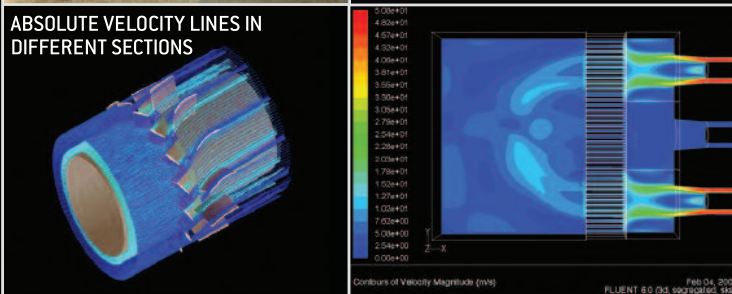 ABSOLUTE VELOCITY LINES IN
DIFFERENT SECTIONS
5.08e+01
4.82e+01
4.57e+01
4.32e+01
4.06e+01
3.81e+01
3.55e+01
3.30e+01
3.05e+01
2.79e+01
2.54e+01
2.28e+01
2.03e+01
1.78e+01
1.52e+01
1.27e+01
1.02e+01
7.62e+00
5.08e+00
2.54e+00
0.00e+00
Y
Z X
Contours of Velocity Magnitude (m/s)
Feb 04, 200
FLUENT 6.0 (3d, segregated, ske